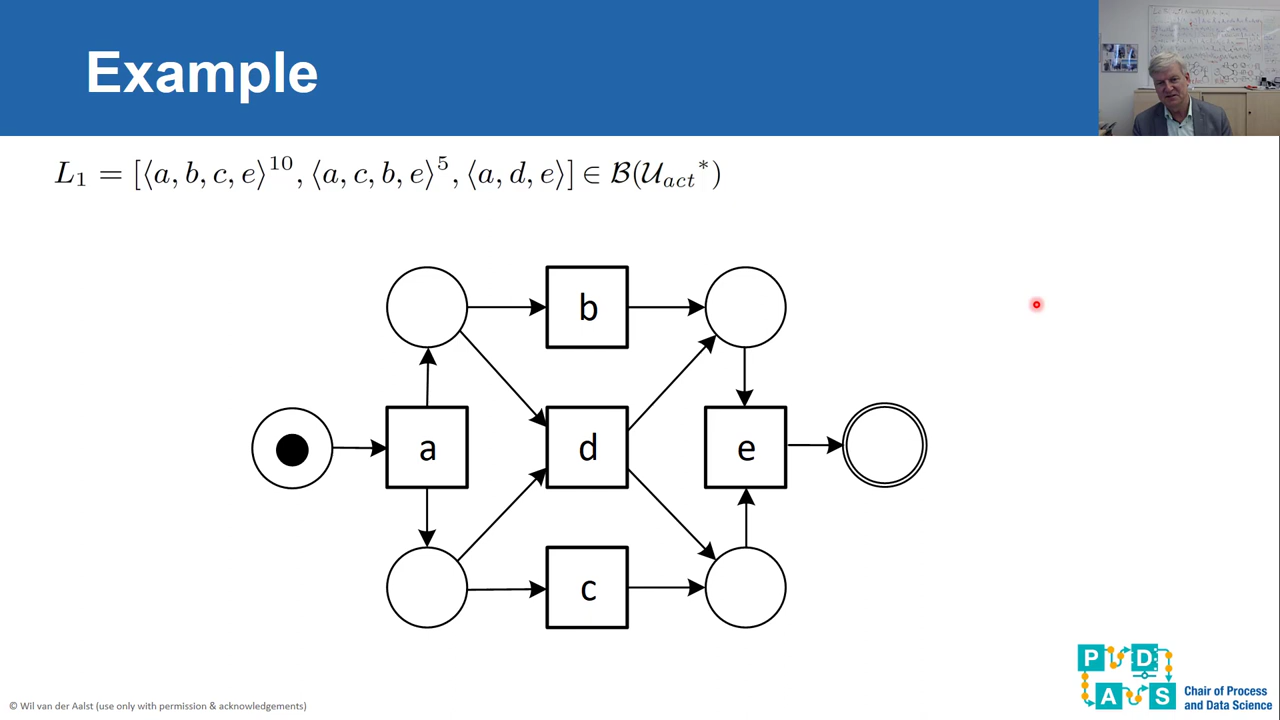 Example
L₁ = [⟨a, b, c, e⟩¹⁰, ⟨a, c, b, e⟩⁵, ⟨a, d, e⟩] ∈ ℬ(𝒰_act*)
b
a
d
e
c
P D
A S
Chair of Process
and Data Science
© Wil van der Aalst (use only with permission & acknowledgements)